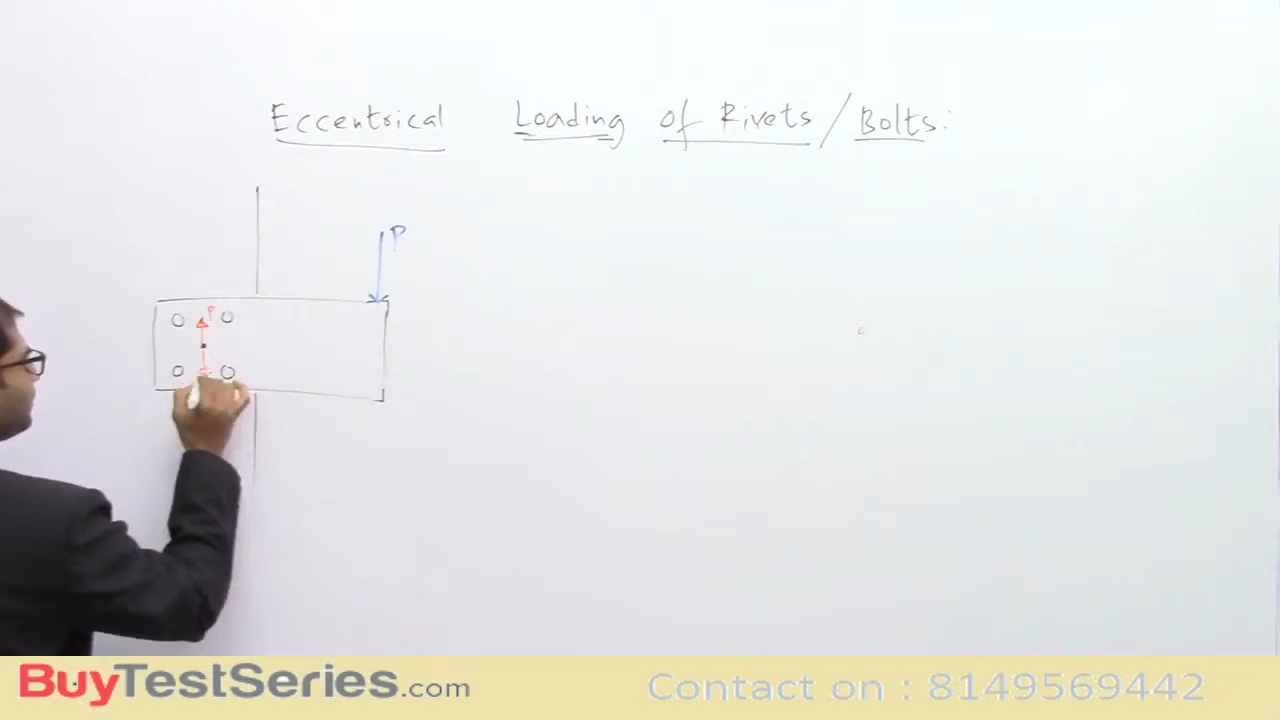 Eccentrical Loading of Rivets / Bolts:
P
P
BuyTestSeries.com
Contact on : 8149569442